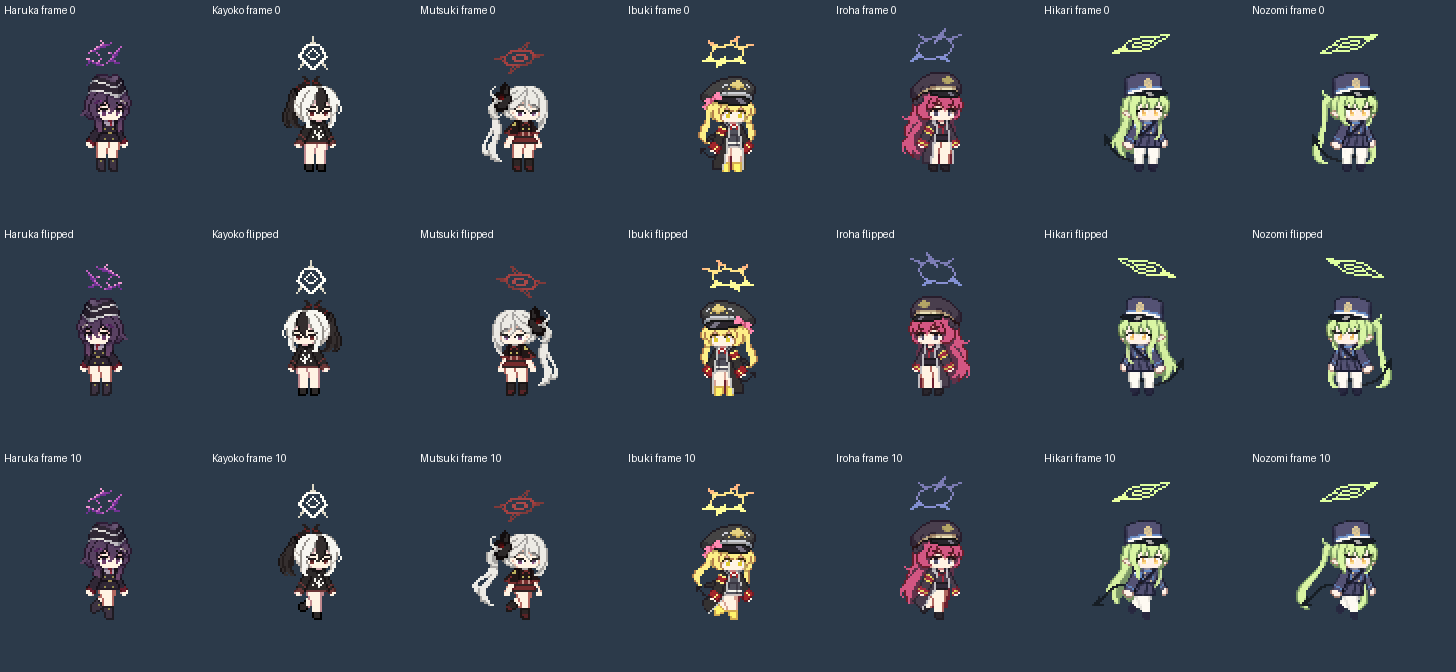 Haruka frame 0 Kayoko frame 0 Mutsuki frame 0 Ibuki frame 0 Iroha frame 0 Hikari frame 0 Nozomi frame 0
Haruka flipped Kayoko flipped Mutsuki flipped Ibuki flipped Iroha flipped Hikari flipped Nozomi flipped
Haruka frame 10 Kayoko frame 10 Mutsuki frame 10 Ibuki frame 10 Iroha frame 10 Hikari frame 10 Nozomi frame 10